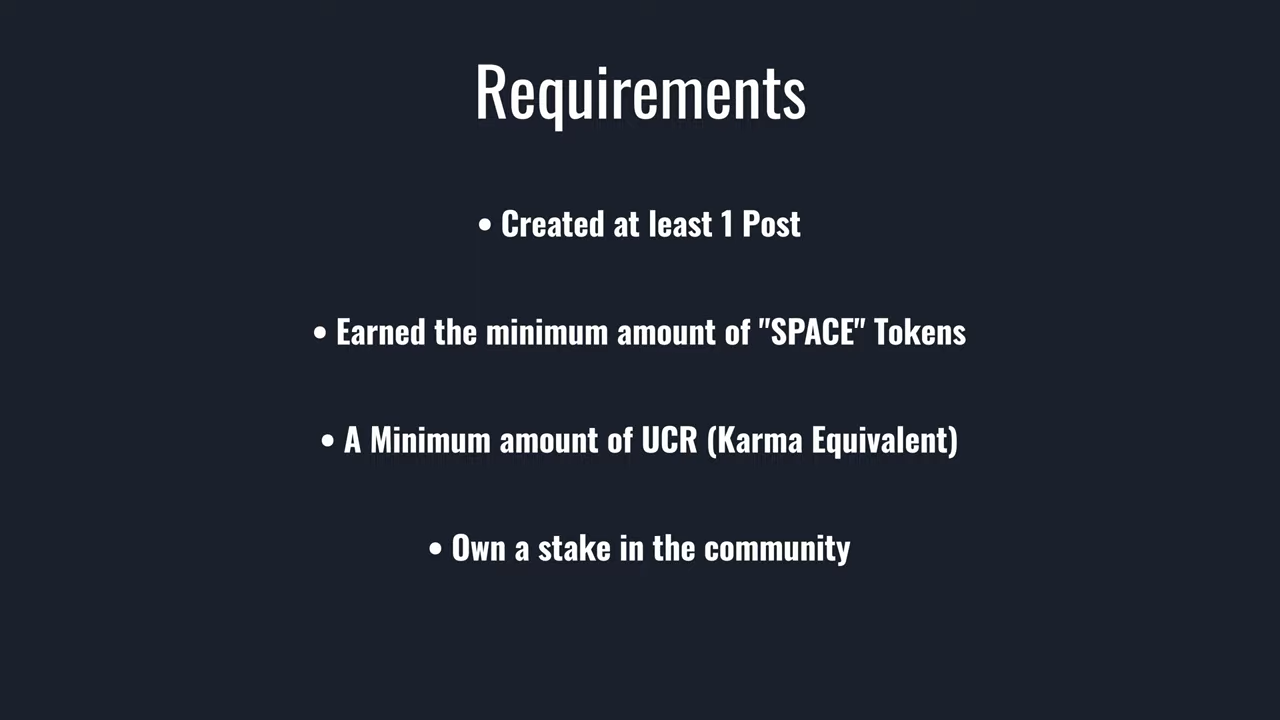 Requirements
• Created at least 1 Post
• Earned the minimum amount of "SPACE" Tokens
• A Minimum amount of UCR (Karma Equivalent)
• Own a stake in the community